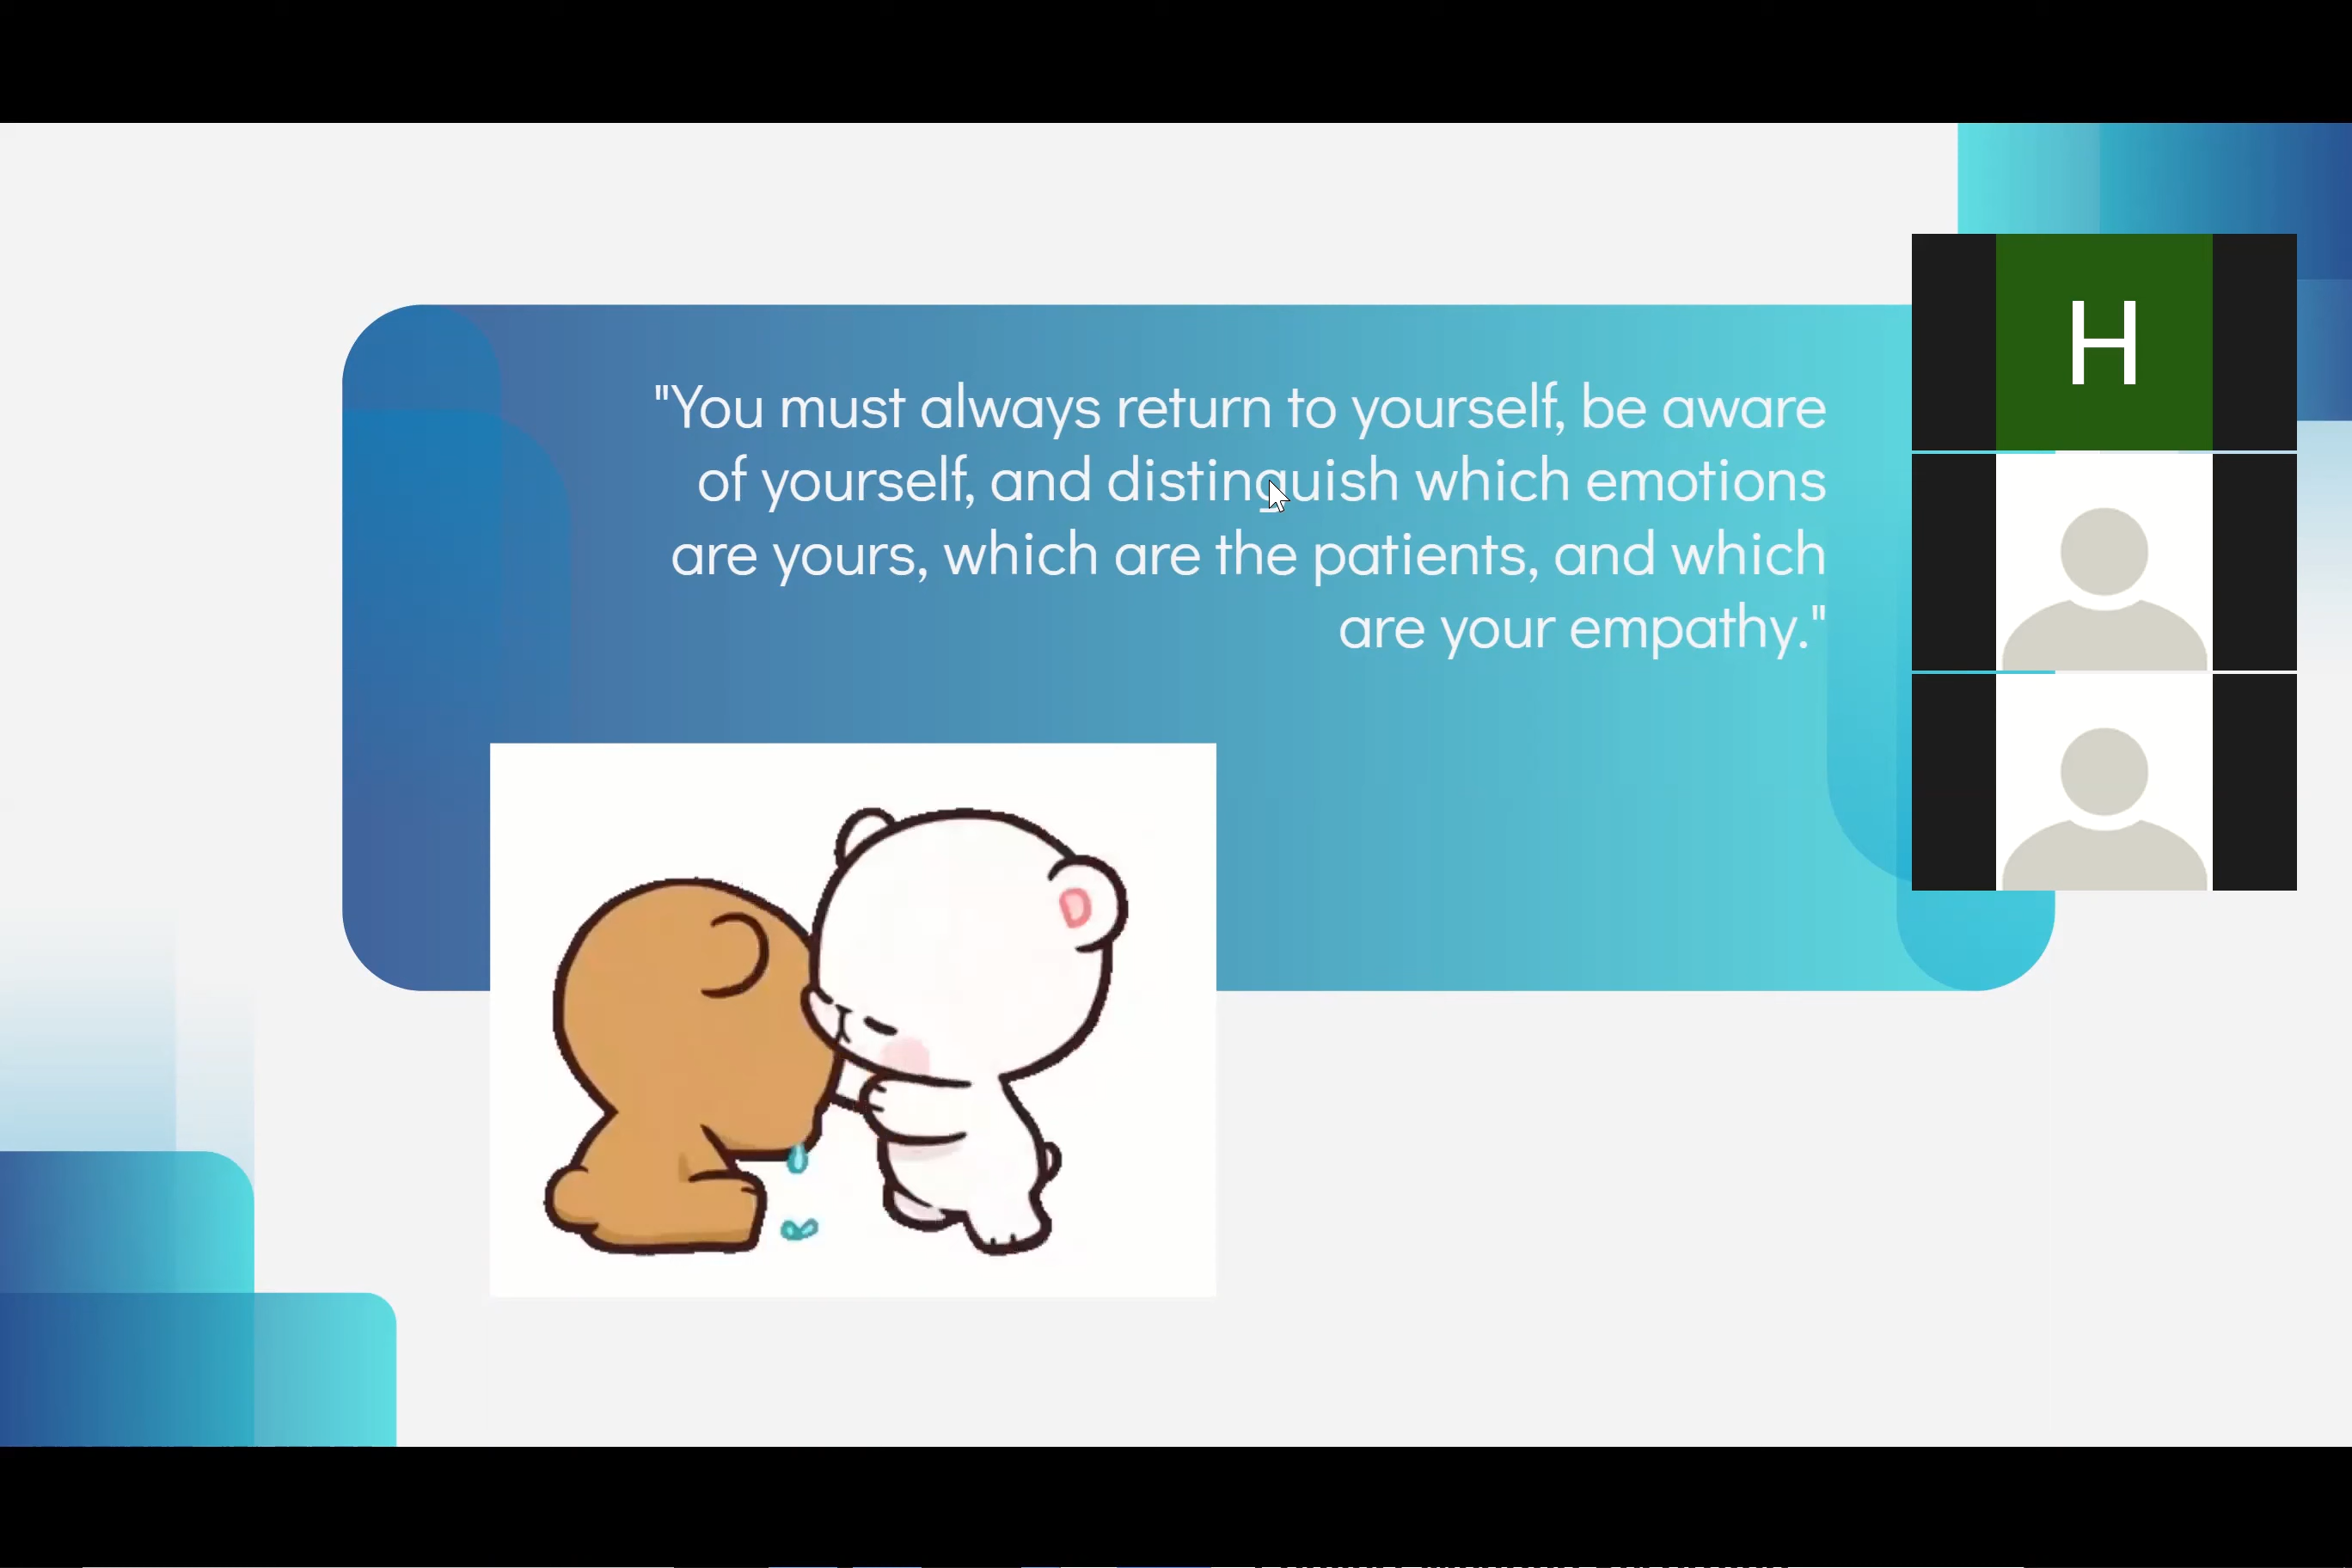 "You must always return to yourself, be aware
of yourself, and distinguish which emotions
are yours, which are the patients, and which
are your empathy."
H